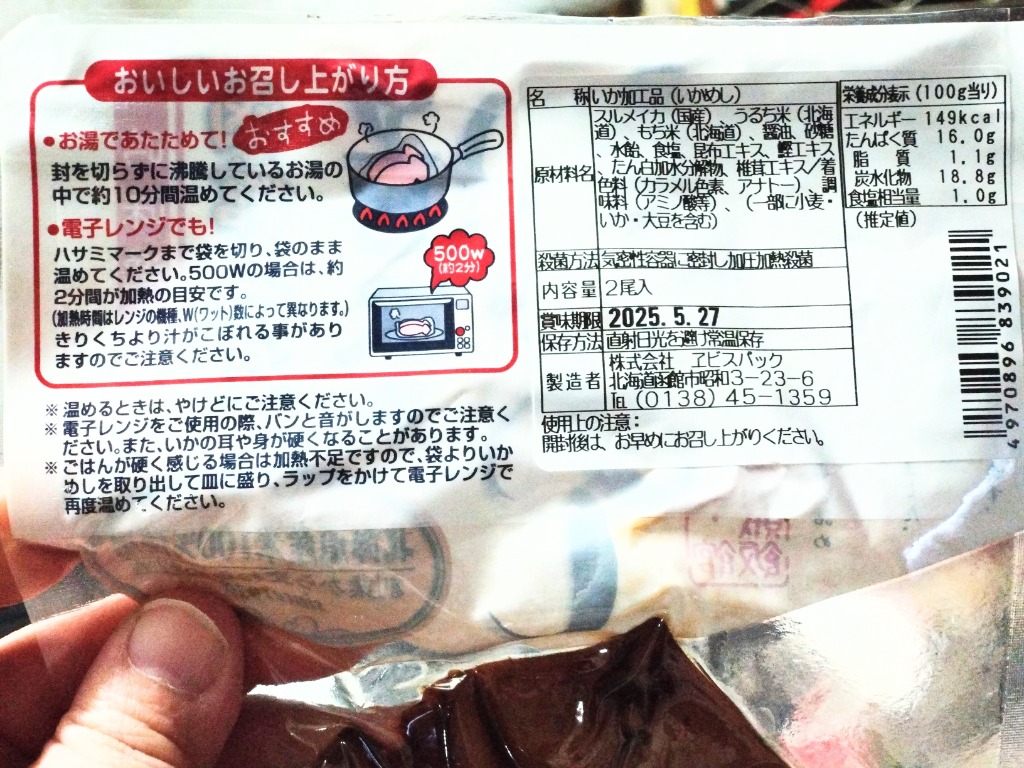 おいしいお召し上がり方
●お湯であたためて!
おすすめ
封を切らずに沸騰しているお湯の
中で約10分間温めてください。
●電子レンジでも!
ハサミマークまで袋を切り、袋のまま
温めてください。500Wの場合は、約
2分間が加熱の目安です。
(加熱時間はレンジの機種、W(ワット)数によって異なります。)
きりくちより汁がこぼれる事があり
ますのでご注意ください。
500w
(約2分)
※温めるときは、やけどにご注意ください。
※電子レンジをご使用の際、パンと音がしますのでご注意く
ださい。また、いかの耳や身が硬くなることがあります。
※ごはんが硬く感じる場合は加熱不足ですので、袋よりいか
めしを取り出して皿に盛り、ラップをかけて電子レンジで
再度温めてください。
名 称 いか加工品(いかめし)
原材料名
スルメイカ(国産)、うるち米(北海
道)、もち米(北海道)、醤油、砂糖
、水飴、食塩、昆布エキス、鰹エキス
、たん白加水分解物、椎茸エキス/着
色料(カラメル色素、アナトー)、調
味料(アミノ酸等)、(一部に小麦・
いか・大豆を含む)
殺菌方法 気密性容器に密封し加圧加熱殺菌
内容量 2尾入
賞味期限 2025.5.27
保存方法 直射日光を避け常温保存
製造者
株式会社 ヱビスパック
北海道函館市昭和3-23-6
TEL(0138)45-1359
使用上の注意:
開封後は、お早めにお召し上がりください。
栄養成分表示(100g当り)
エネルギー 149kcal
たんぱく質 16.0g
脂 質 1.1g
炭水化物 18.8g
食塩相当量 1.0g
(推定値)
4970896839021